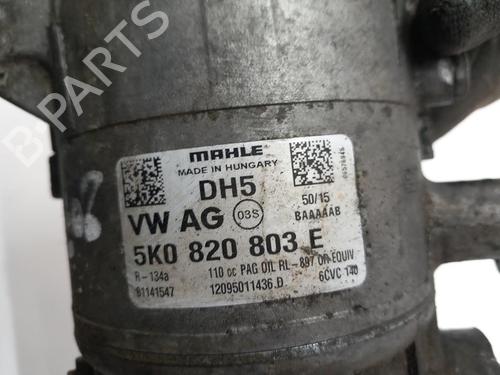 B-PARTS
MAHLE
MADE IN HUNGARY
DH5
50/15
BAAAAAB
VW AG 03S
5K0 820 803 E
R-134a 110 cc PAG OIL RL-897 OR EQUIV
81141547 12095011436.D 6CVC 140